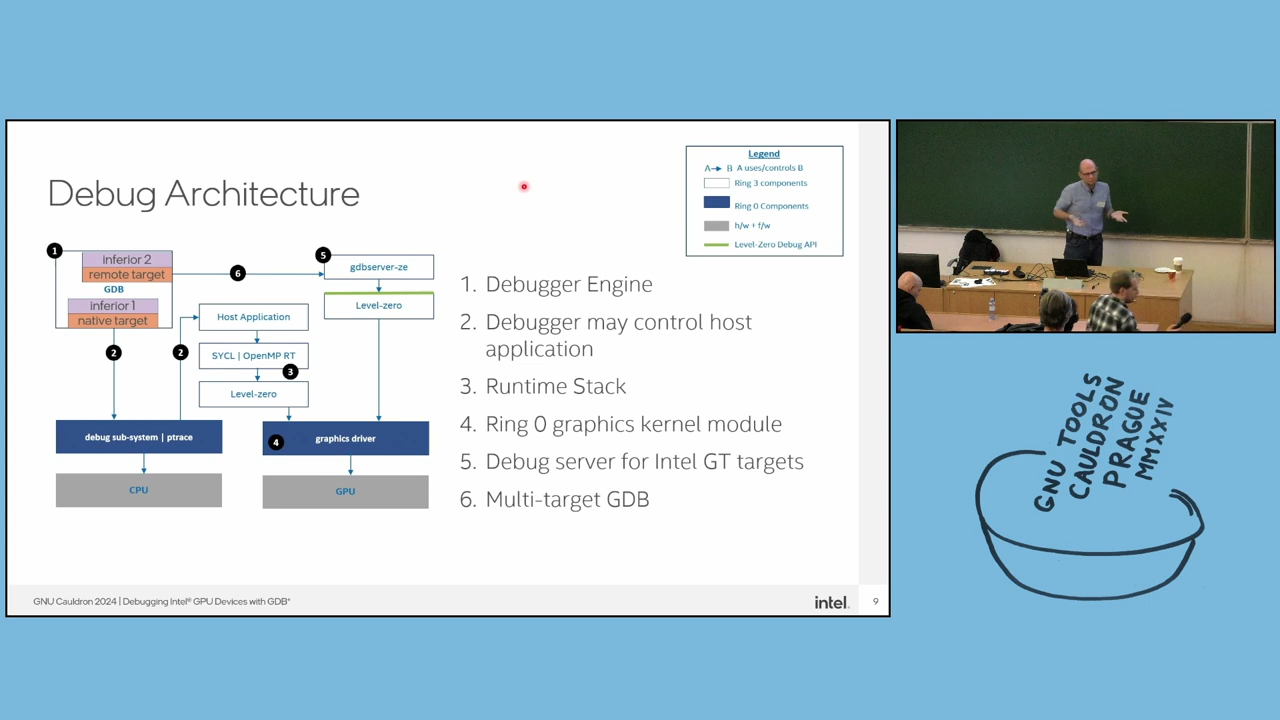 Debug Architecture
Legend
A B A uses/controls B
Ring 3 components
Ring 0 Components
h/w + f/w
Level-Zero Debug API
1
inferior 2
remote target
GDB
inferior 1
native target
6
5
gdbserver-ze
Level-zero
2
2
Host Application
SYCL | OpenMP RT
3
Level-zero
debug sub-system | ptrace
4
graphics driver
CPU
GPU
1. Debugger Engine
2. Debugger may control host
application
3. Runtime Stack
4. Ring 0 graphics kernel module
5. Debug server for Intel GT targets
6. Multi-target GDB
GNU Cauldron 2024 | Debugging Intel® GPU Devices with GDB*
intel.
9
GNU TOOLS
CAULDRON
PRAGUE
MMXXIV